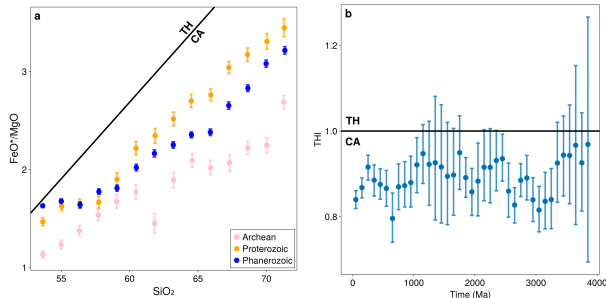 a
TH
CA
FeO*/MgO
3
2
1
55
60
65
70
SiO₂
Archean
Proterozoic
Phanerozoic
b
THI
1.2
1.0
0.8
TH
CA
0
1000
2000
3000
4000
Time (Ma)